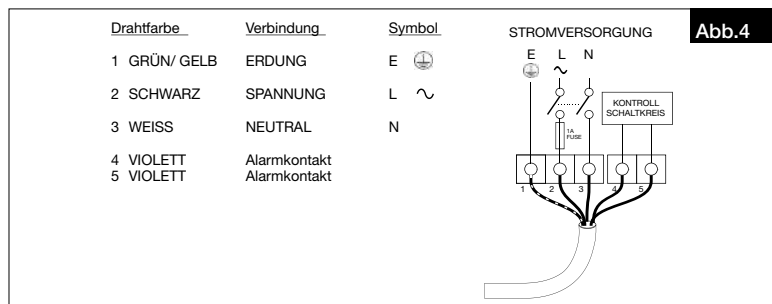 Abb.4
Drahtfarbe Verbindung Symbol
1 GRÜN/ GELB ERDUNG E
2 SCHWARZ SPANNUNG L
3 WEISS NEUTRAL N
4 VIOLETT Alarmkontakt
5 VIOLETT Alarmkontakt
STROMVERSORGUNG
E L N
KONTROLL
SCHALTKREIS
1A
FUSE
1 2 3 4 5